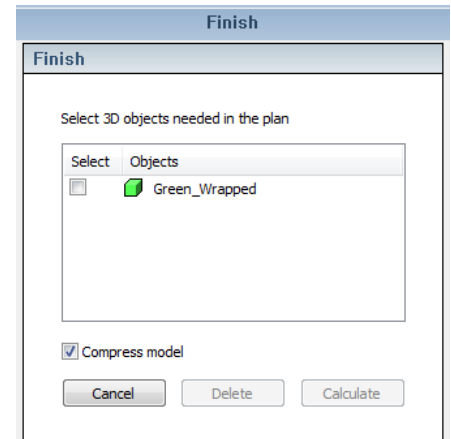 Finish
Finish
Select 3D objects needed in the plan
Select Objects
Green_Wrapped
Compress model
Cancel Delete Calculate